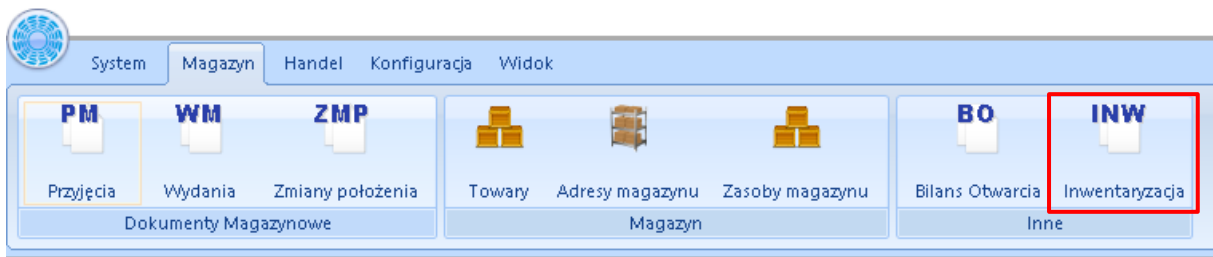 System Magazyn Handel Konfiguracja Widok
PM WM ZMP BO INW
Przyjęcia Wydania Zmiany położenia Towary Adresy magazynu Zasoby magazynu Bilans Otwarcia Inwentaryzacja
Dokumenty Magazynowe Magazyn Inne